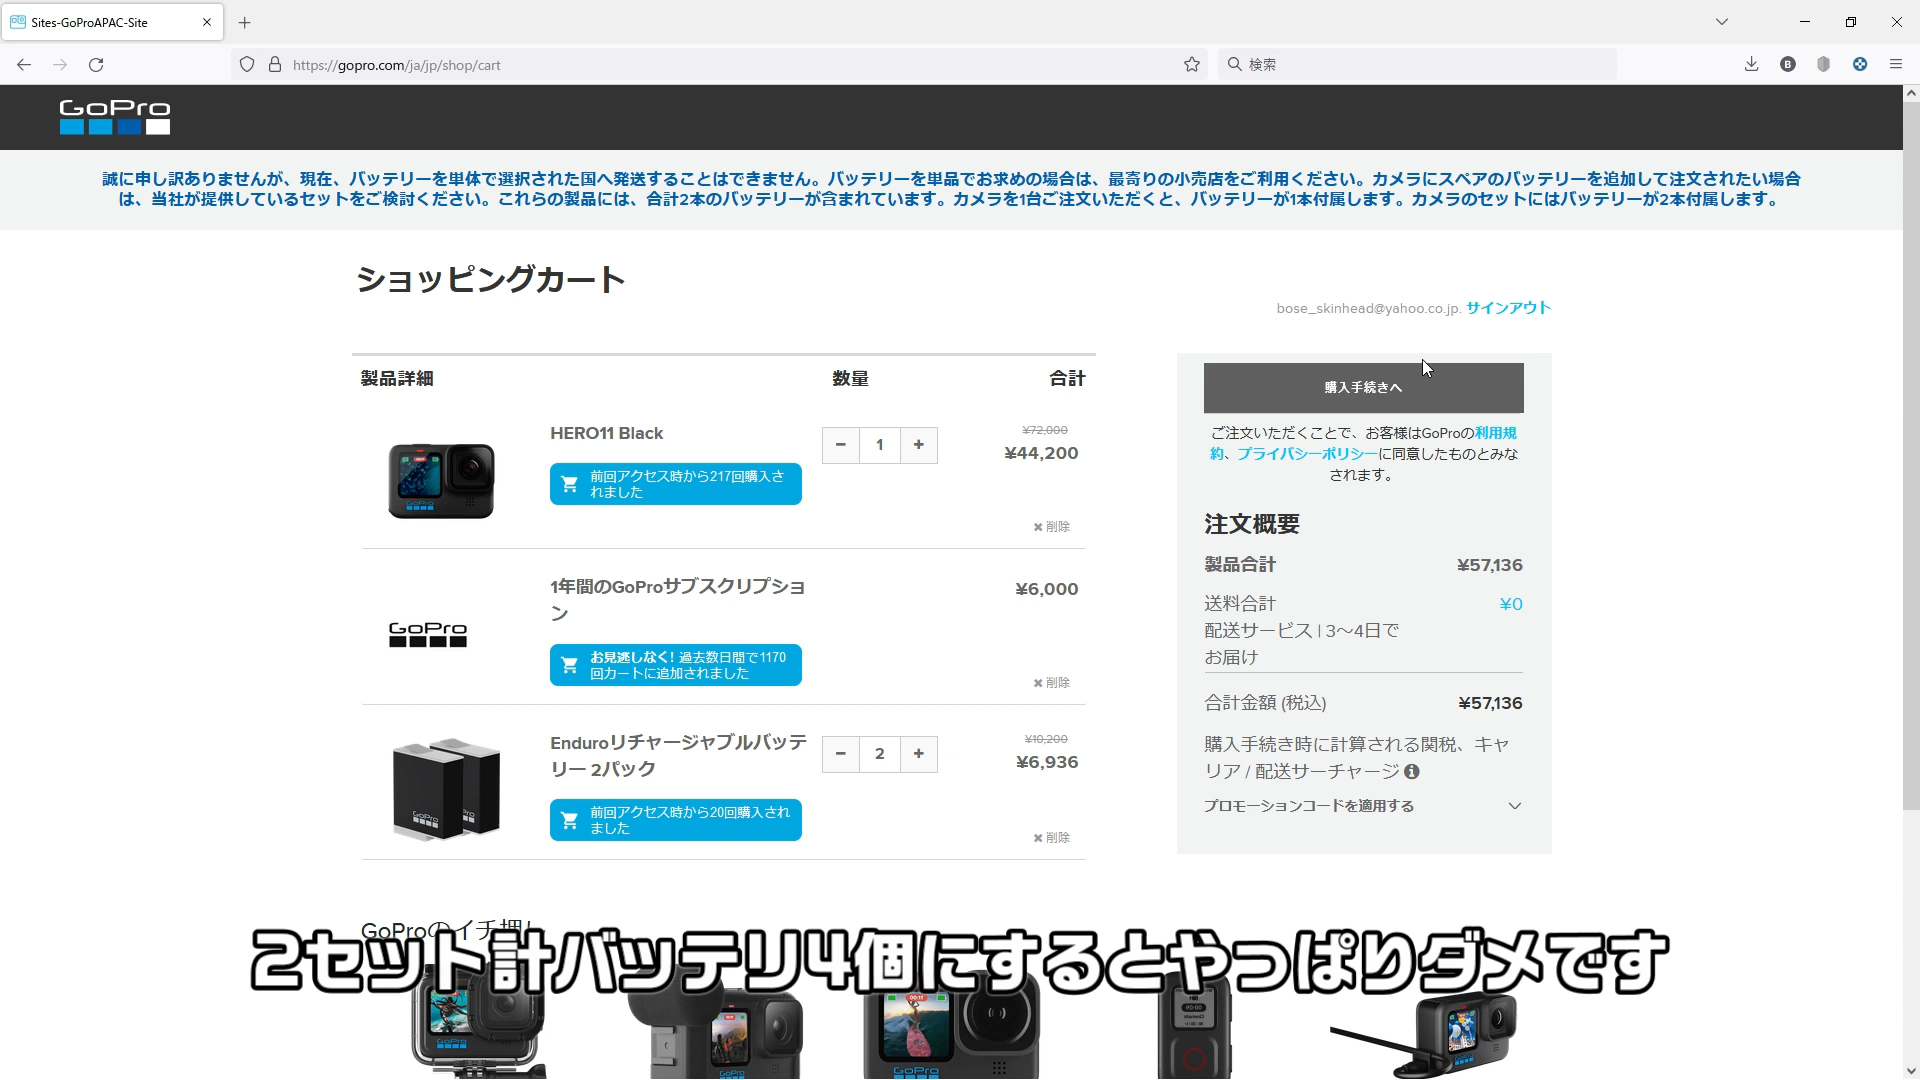 Sites-GoProAPAC-Site
https://gopro.com/ja/jp/shop/cart
検索
GoPro
誠に申し訳ありませんが、現在、バッテリーを単体で選択された国へ発送することはできません。バッテリーを単品でお求めの場合は、最寄りの小売店をご利用ください。カメラにスペアのバッテリーを追加して注文されたい場合
は、当社が提供しているセットをご検討ください。これらの製品には、合計2本のバッテリーが含まれています。カメラを1台ご注文いただくと、バッテリーが1本付属します。カメラのセットにはバッテリーが2本付属します。
ショッピングカート
bose_skinhead@yahoo.co.jp. サインアウト
製品詳細 数量 合計
HERO11 Black
− 1 +
¥72,000
¥44,200
前回アクセス時から217回購入さ
れました
✖ 削除
GoPro
1年間のGoProサブスクリプショ
ン
¥6,000
お見逃しなく! 過去数日間で1170
回カートに追加されました
✖ 削除
Enduroリチャージャブルバッテ
リー 2パック
− 2 +
¥10,200
¥6,936
前回アクセス時から20回購入され
ました
✖ 削除
購入手続きへ
ご注文いただくことで、お客様はGoProの利用規
約、プライバシーポリシーに同意したものとみな
されます。
注文概要
製品合計 ¥57,136
送料合計 ¥0
配送サービス | 3〜4日で
お届け
合計金額 (税込) ¥57,136
購入手続き時に計算される関税、キャ
リア / 配送サーチャージ
プロモーションコードを適用する
GoProのイチ押し
2セット計バッテリ4個にするとやっぱりダメです